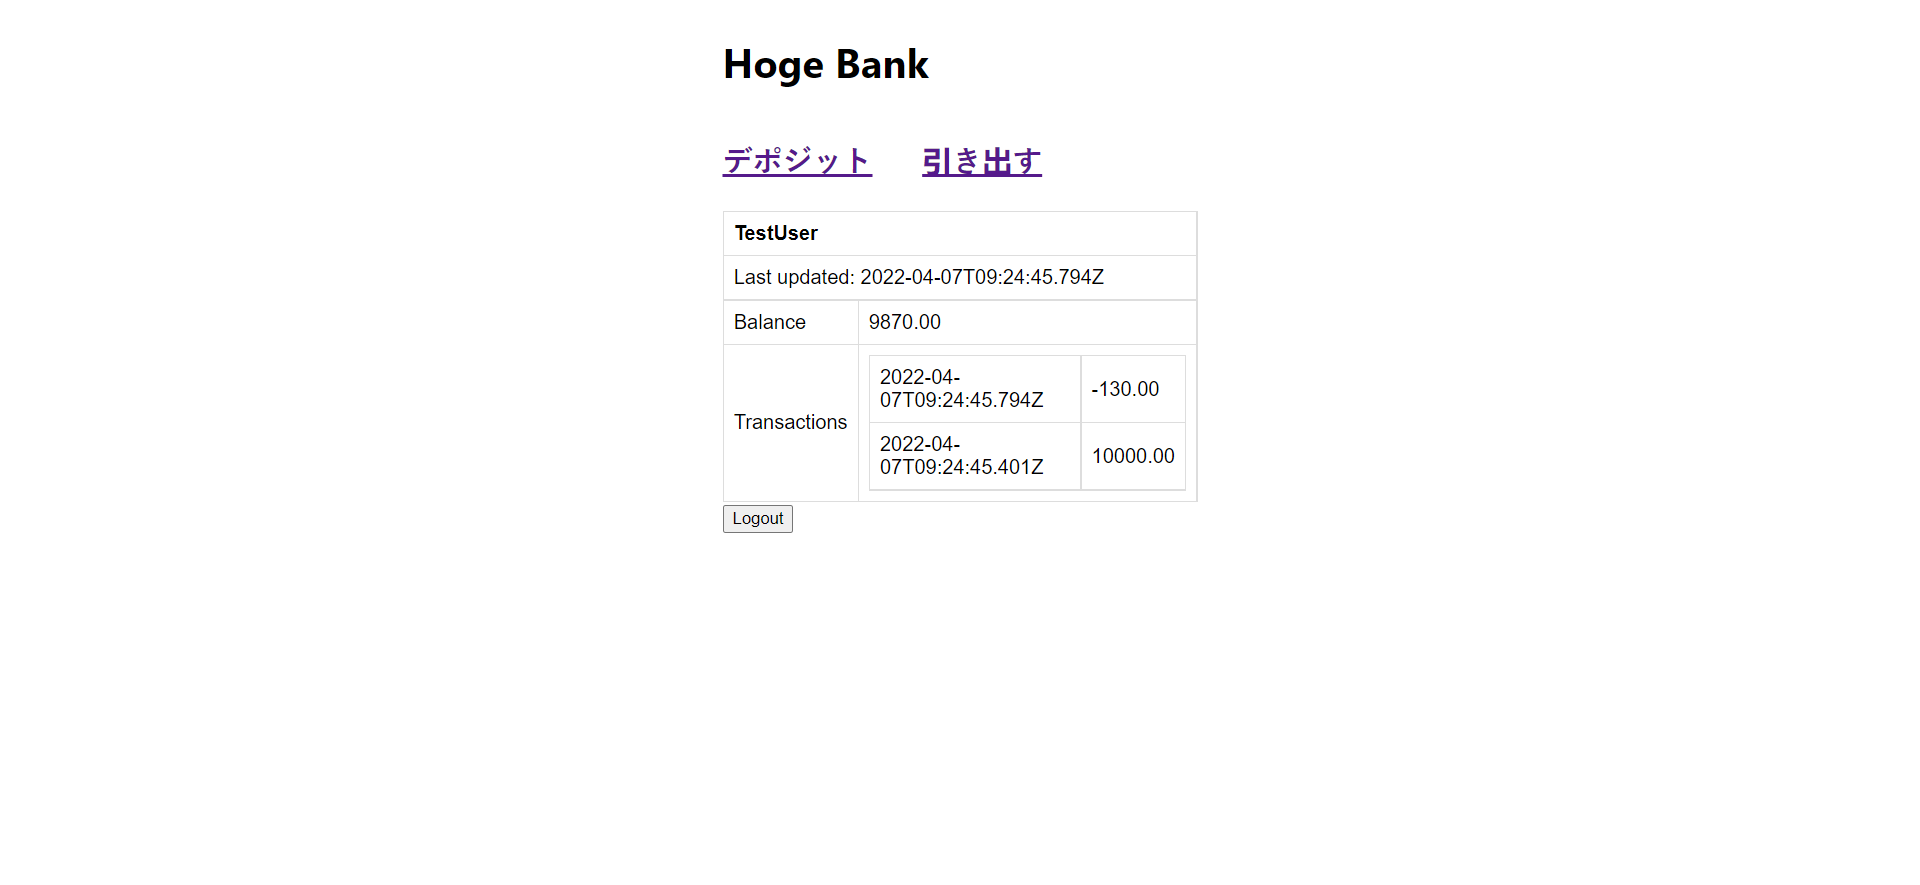 Hoge Bank
デポジット 引き出す
TestUser
Last updated: 2022-04-07T09:24:45.794Z
Balance 9870.00
Transactions
2022-04-
07T09:24:45.794Z
-130.00
2022-04-
07T09:24:45.401Z
10000.00
Logout